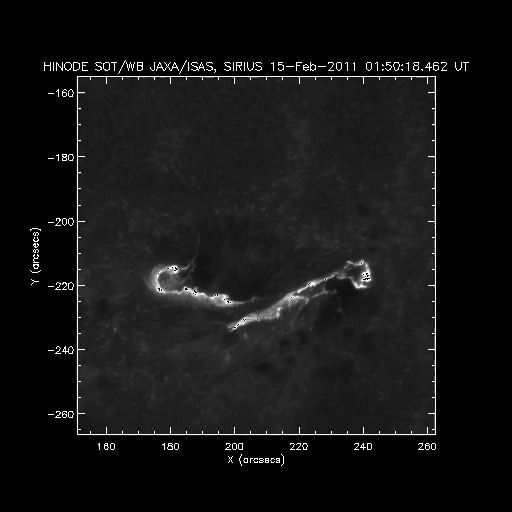 HINODE SOT/WB JAXA/ISAS, SIRIUS 15-Feb-2011 01:50:18.462 UT
-160
-180
-200
-220
-240
-260
Y (arcsecs)
160 180 200 220 240 260
X (arcsecs)